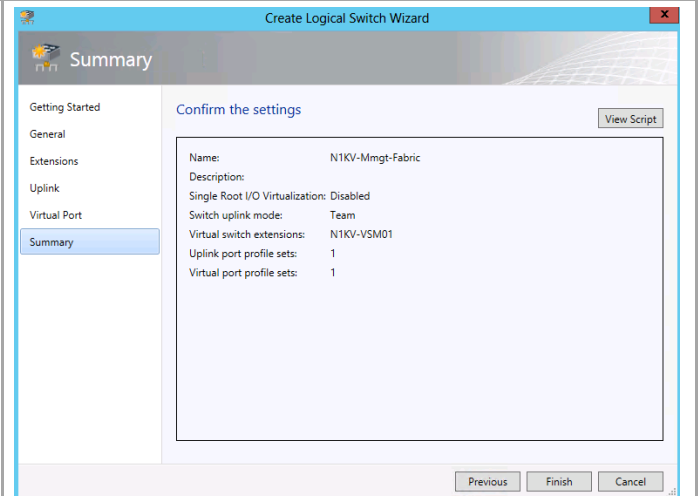 Create Logical Switch Wizard
x
Summary
Getting Started
General
Extensions
Uplink
Virtual Port
Summary
Confirm the settings
View Script
Name: N1KV-Mmgt-Fabric
Description:
Single Root I/O Virtualization: Disabled
Switch uplink mode: Team
Virtual switch extensions: N1KV-VSM01
Uplink port profile sets: 1
Virtual port profile sets: 1
Previous Finish Cancel